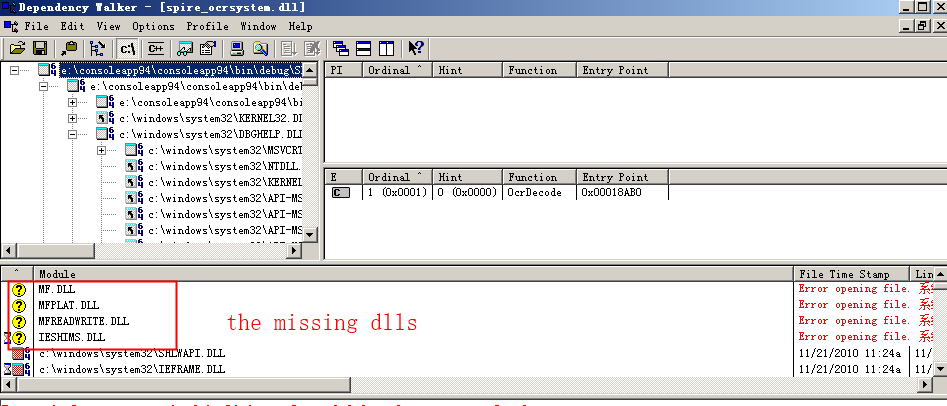 Dependency Walker - [spire_ocrsystem.dll]
File Edit View Options Profile Window Help
c:\ C++
e:\consoleapp94\consoleapp94\bin\debug\S
e:\consoleapp94\consoleapp94\bin\del
e:\consoleapp94\consoleapp94\bi
c:\windows\system32\KERNEL32.DI
c:\windows\system32\DBGHELP.DLI
c:\windows\system32\MSVCRT
c:\windows\system32\NTDLL.
c:\windows\system32\KERNEL
c:\windows\system32\API-MS
c:\windows\system32\API-MS
c:\windows\system32\API-MS
PI Ordinal ^ Hint Function Entry Point
E Ordinal ^ Hint Function Entry Point
C 1 (0x0001) 0 (0x0000) OcrDecode 0x00018AB0
^ Module File Time Stamp Lin
? MF.DLL Error opening file. 系
? MFPLAT.DLL Error opening file. 系
? MFREADWRITE.DLL Error opening file. 系
? IESHIMS.DLL Error opening file. 系
the missing dlls
c:\windows\system32\SHLWAPI.DLL 11/21/2010 11:24a 11/
c:\windows\system32\IEFRAME.DLL 11/21/2010 11:24a 11/